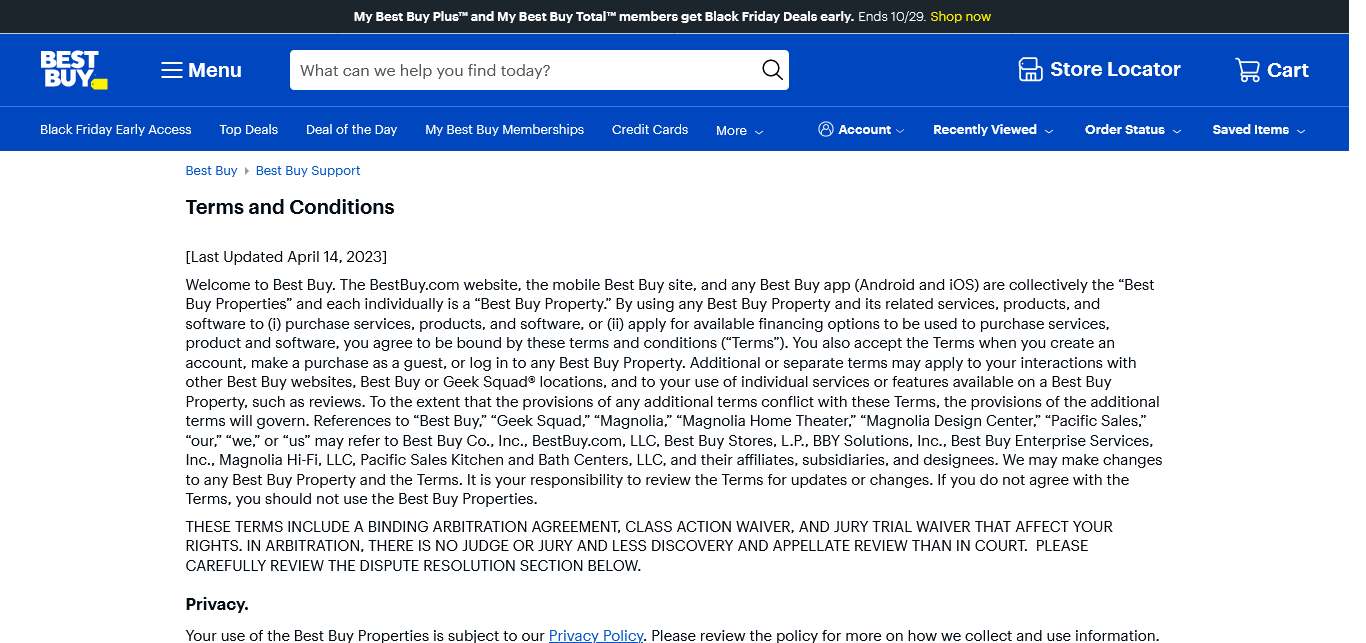 My Best Buy Plus™ and My Best Buy Total™ members get Black Friday Deals early. Ends 10/29. Shop now
BEST BUY
Menu
What can we help you find today?
Store Locator
Cart
Black Friday Early Access
Top Deals
Deal of the Day
My Best Buy Memberships
Credit Cards
More
Account
Recently Viewed
Order Status
Saved Items
Best Buy
Best Buy Support
Terms and Conditions
[Last Updated April 14, 2023]
Welcome to Best Buy. The BestBuy.com website, the mobile Best Buy site, and any Best Buy app (Android and iOS) are collectively the “Best
Buy Properties” and each individually is a “Best Buy Property.” By using any Best Buy Property and its related services, products, and
software to (i) purchase services, products, and software, or (ii) apply for available financing options to be used to purchase services,
product and software, you agree to be bound by these terms and conditions (“Terms”). You also accept the Terms when you create an
account, make a purchase as a guest, or log in to any Best Buy Property. Additional or separate terms may apply to your interactions with
other Best Buy websites, Best Buy or Geek Squad® locations, and to your use of individual services or features available on a Best Buy
Property, such as reviews. To the extent that the provisions of any additional terms conflict with these Terms, the provisions of the additional
terms will govern. References to “Best Buy,” “Geek Squad,” “Magnolia,” “Magnolia Home Theater,” “Magnolia Design Center,” “Pacific Sales,”
“our,” “we,” or “us” may refer to Best Buy Co., Inc., BestBuy.com, LLC, Best Buy Stores, L.P., BBY Solutions, Inc., Best Buy Enterprise Services,
Inc., Magnolia Hi-Fi, LLC, Pacific Sales Kitchen and Bath Centers, LLC, and their affiliates, subsidiaries, and designees. We may make changes
to any Best Buy Property and the Terms. It is your responsibility to review the Terms for updates or changes. If you do not agree with the
Terms, you should not use the Best Buy Properties.
THESE TERMS INCLUDE A BINDING ARBITRATION AGREEMENT, CLASS ACTION WAIVER, AND JURY TRIAL WAIVER THAT AFFECT YOUR
RIGHTS. IN ARBITRATION, THERE IS NO JUDGE OR JURY AND LESS DISCOVERY AND APPELLATE REVIEW THAN IN COURT.  PLEASE
CAREFULLY REVIEW THE DISPUTE RESOLUTION SECTION BELOW.
Privacy.
Your use of the Best Buy Properties is subject to our Privacy Policy. Please review the policy for more on how we collect and use information.